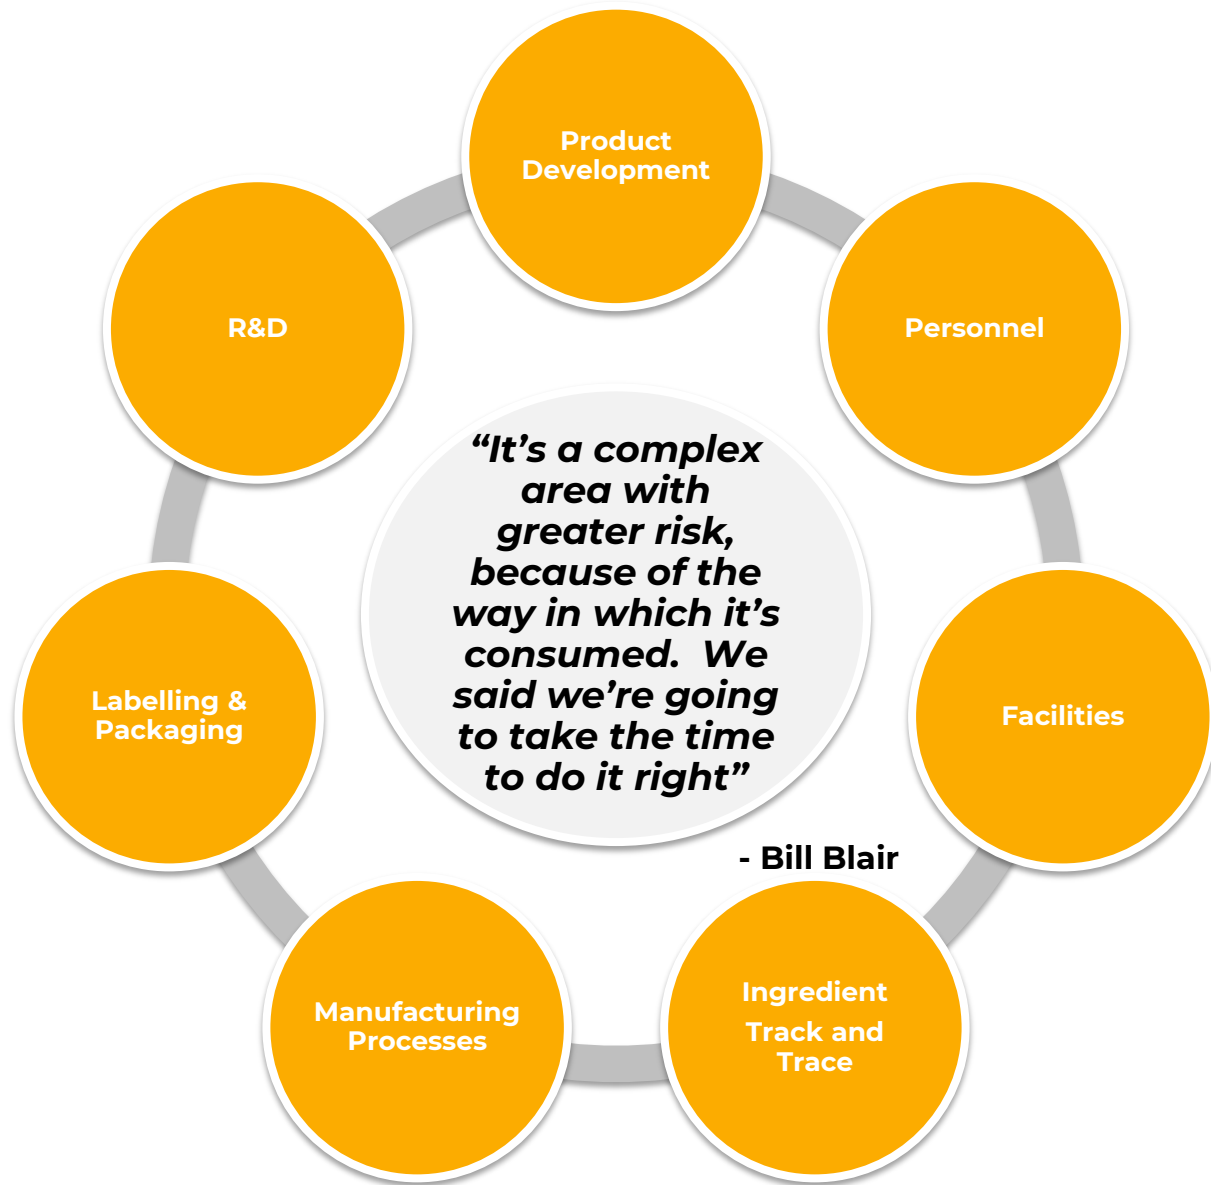 Product
Development
R&D
Personnel
“It’s a complex
area with
greater risk,
because of the
way in which it’s
consumed.  We
said we’re going
to take the time
to do it right”
- Bill Blair
Labelling &
Packaging
Facilities
Manufacturing
Processes
Ingredient
Track and
Trace